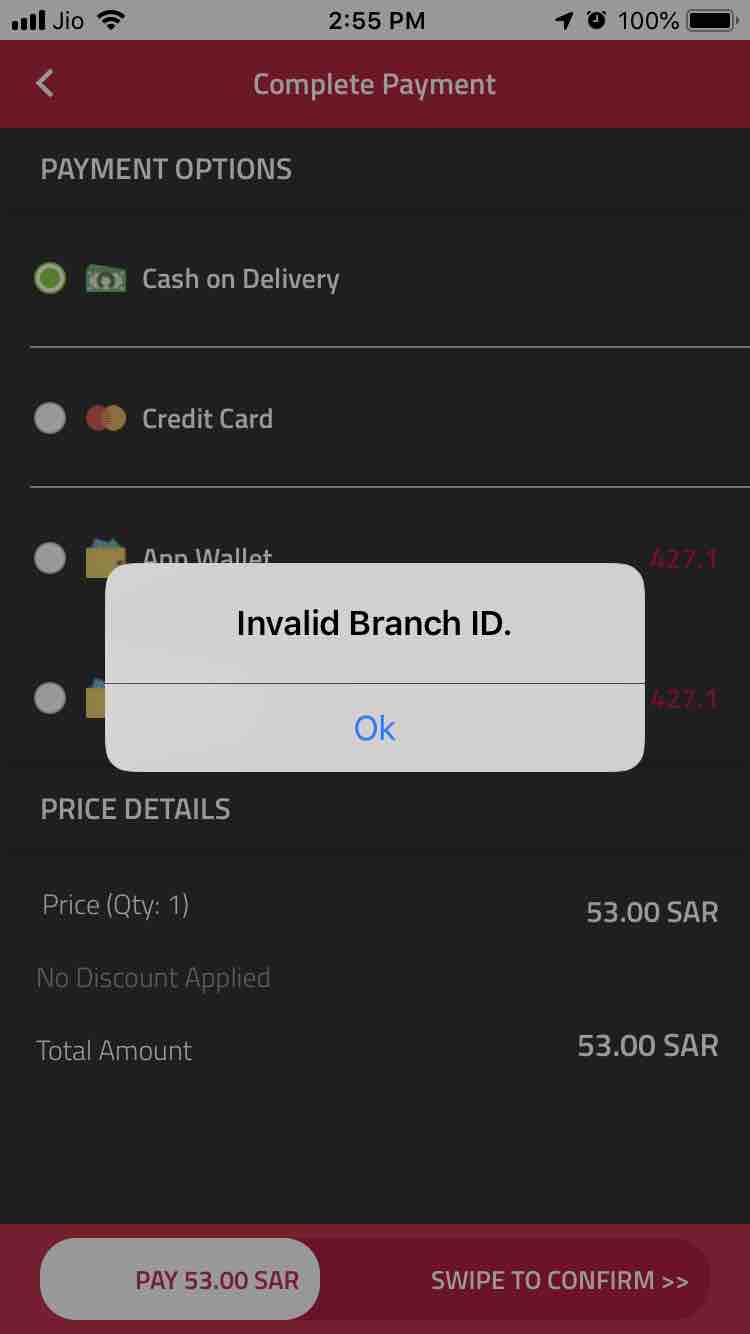 Jio 2:55 PM 100%
Complete Payment
PAYMENT OPTIONS
Cash on Delivery
Credit Card
App Wallet 427.1
Invalid Branch ID.
427.1
Ok
PRICE DETAILS
Price (Qty: 1) 53.00 SAR
No Discount Applied
Total Amount 53.00 SAR
PAY 53.00 SAR SWIPE TO CONFIRM >>